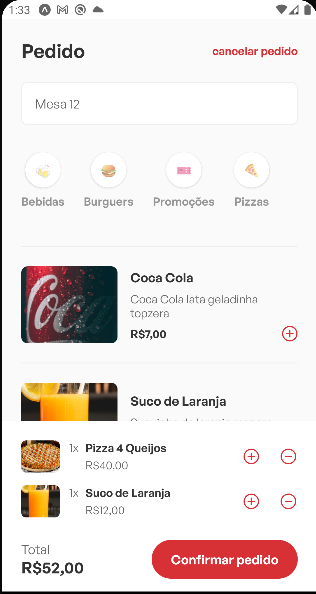 1:33
Pedido
cancelar pedido
Mesa 12
Bebidas
Burguers
Promoções
Pizzas
Coca
Coca Cola
Coca Cola lata geladinha
topzera
R$7,00
Suco de Laranja
1x Pizza 4 Queijos
R$40,00
1x Suco de Laranja
R$12,00
Total
R$52,00
Confirmar pedido